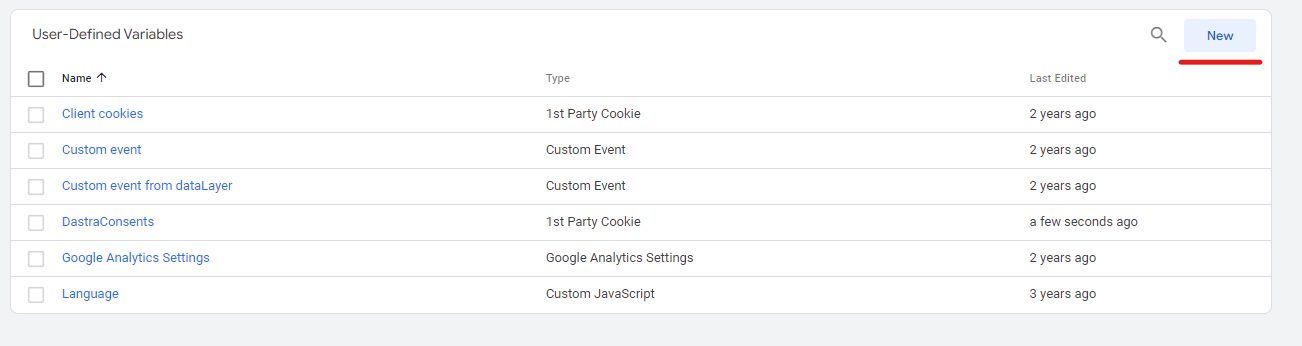 User-Defined Variables New
Name Type Last Edited
Client cookies 1st Party Cookie 2 years ago
Custom event Custom Event 2 years ago
Custom event from dataLayer Custom Event 2 years ago
DastraConsents 1st Party Cookie a few seconds ago
Google Analytics Settings Google Analytics Settings 2 years ago
Language Custom JavaScript 3 years ago